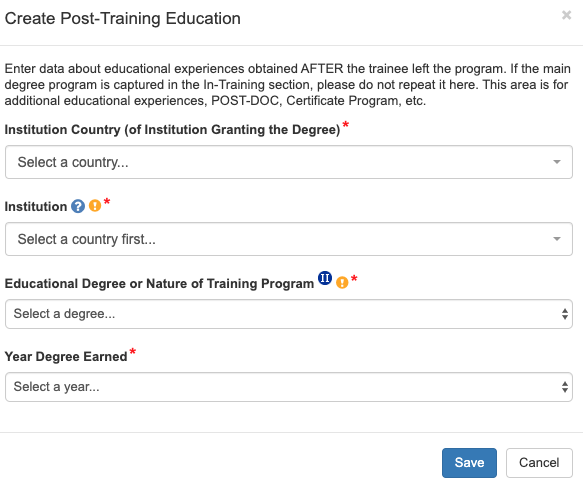 Create Post-Training Education
×
Enter data about educational experiences obtained AFTER the trainee left the program. If the main
degree program is captured in the In-Training section, please do not repeat it here. This area is for
additional educational experiences, POST-DOC, Certificate Program, etc.
Institution Country (of Institution Granting the Degree)*
Select a country...
Institution ? ! *
Select a country first...
Educational Degree or Nature of Training Program II ! *
Select a degree...
Year Degree Earned*
Select a year...
Save Cancel